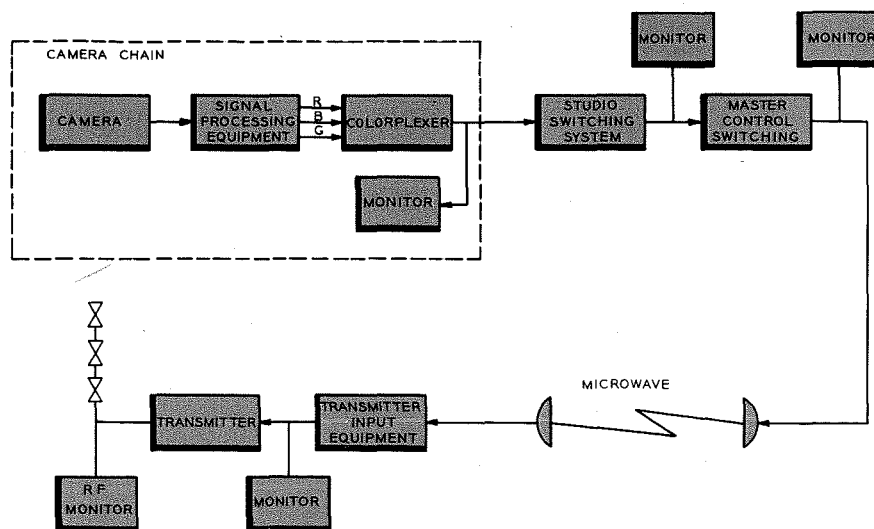 CAMERA CHAIN
CAMERA
SIGNAL
PROCESSING
EQUIPMENT
R
B
G
COLORPLEXER
MONITOR
STUDIO
SWITCHING
SYSTEM
MONITOR
MASTER
CONTROL
SWITCHING
MONITOR
MICROWAVE
TRANSMITTER
INPUT
EQUIPMENT
TRANSMITTER
MONITOR
RF
MONITOR